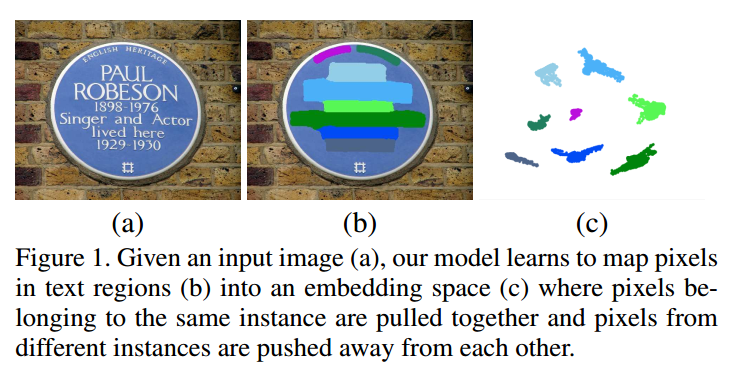 ENGLISH HERITAGE
PAUL
ROBESON
1898-1976
Singer and Actor
lived here
1929-1930
(a)
(b)
(c)
Figure 1. Given an input image (a), our model learns to map pixels
in text regions (b) into an embedding space (c) where pixels be-
longing to the same instance are pulled together and pixels from
different instances are pushed away from each other.